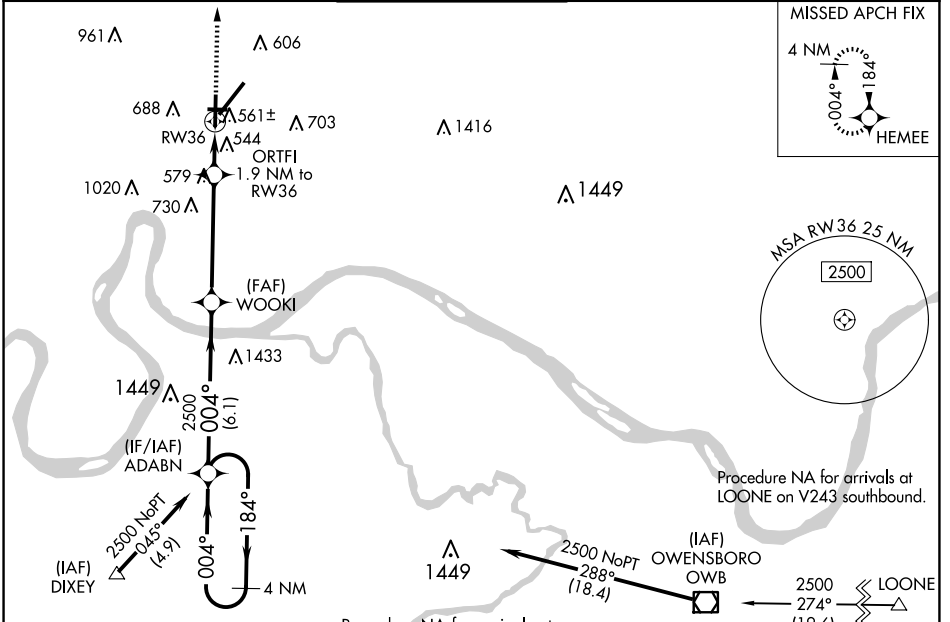 MISSED APCH FIX
4 NM
004°
184°
HEMEE
961
606
688
561±
703
1416
RW36
544
ORTFI
1.9 NM to
RW36
579
1020
730
1449
MSA RW36 25 NM
2500
(FAF)
WOOKI
1433
1449
2500
004°
(6.1)
(IF/IAF)
ADABN
Procedure NA for arrivals at
LOONE on V243 southbound.
2500 NoPT
045°
(4.9)
(IAF)
DIXEY
004°
184°
4 NM
1449
2500 NoPT
288°
(18.4)
(IAF)
OWENSBORO
OWB
2500
274°
LOONE